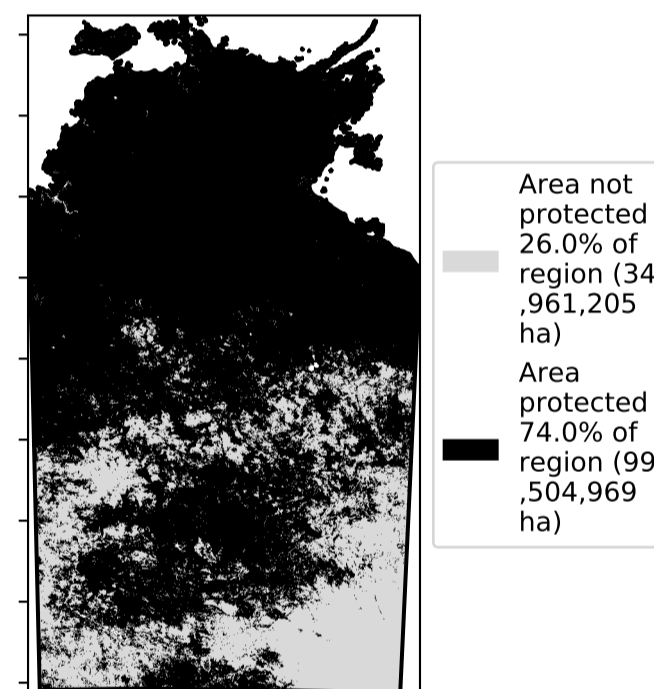 Area not
protected
26.0% of
region (34
,961,205
ha)
Area
protected
74.0% of
region (99
,504,969
ha)